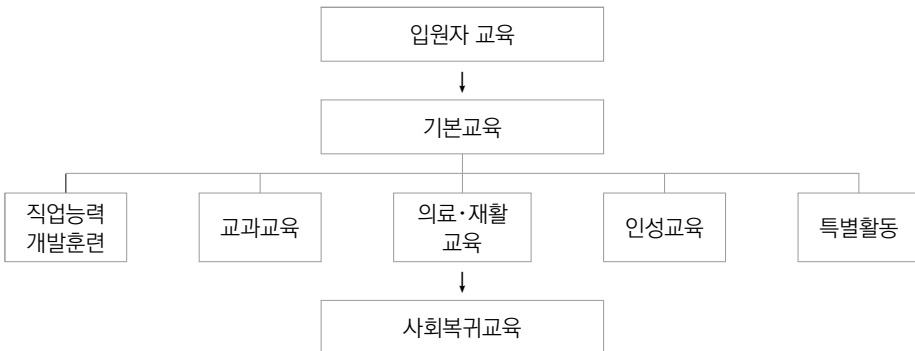 입원자 교육
기본교육
직업능력
개발훈련
교과교육
의료·재활
교육
인성교육
특별활동
사회복귀교육